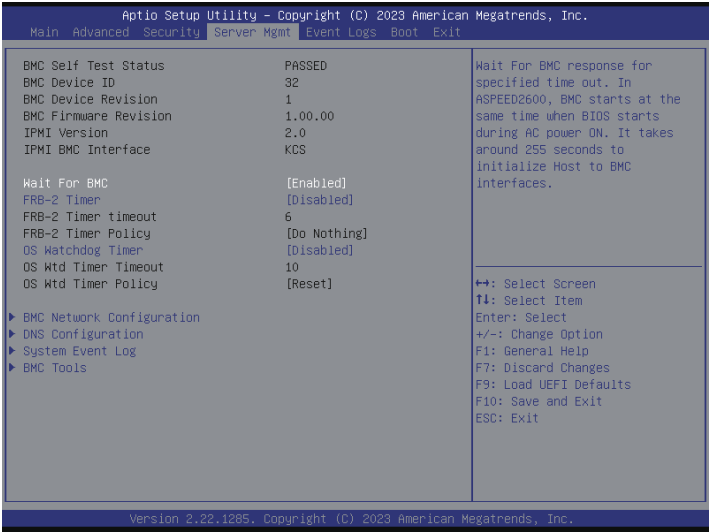 Aptio Setup Utility – Copyright (C) 2023 American Megatrends, Inc.
Main Advanced Security Server Mgmt Event Logs Boot Exit
BMC Self Test Status PASSED
BMC Device ID 32
BMC Device Revision 1
BMC Firmware Revision 1.00.00
IPMI Version 2.0
IPMI BMC Interface KCS
Wait For BMC [Enabled]
FRB-2 Timer [Disabled]
FRB-2 Timer timeout 6
FRB-2 Timer Policy [Do Nothing]
OS Watchdog Timer [Disabled]
OS Wtd Timer Timeout 10
OS Wtd Timer Policy [Reset]
BMC Network Configuration
DNS Configuration
System Event Log
BMC Tools
Wait For BMC response for
specified time out. In
ASPEED2600, BMC starts at the
same time when BIOS starts
during AC power ON. It takes
around 255 seconds to
initialize Host to BMC
interfaces.
↔: Select Screen
↑↓: Select Item
Enter: Select
+/-: Change Option
F1: General Help
F7: Discard Changes
F9: Load UEFI Defaults
F10: Save and Exit
ESC: Exit
Version 2.22.1285. Copyright (C) 2023 American Megatrends, Inc.